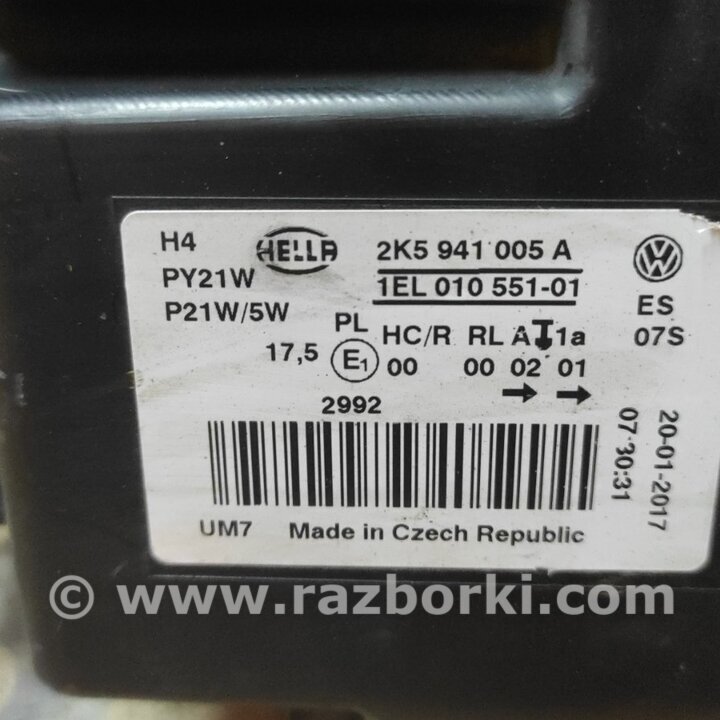 H4 HELLA 2K5 941 005 A
PY21W 1EL 010 551-01
P21W/5W ES
PL HC/R RL A 1a 07S
17,5 E1 00 00 02 01
→ →
2992
20-01-2017
07:30:31
UM7 Made in Czech Republic
© www.razborki.com